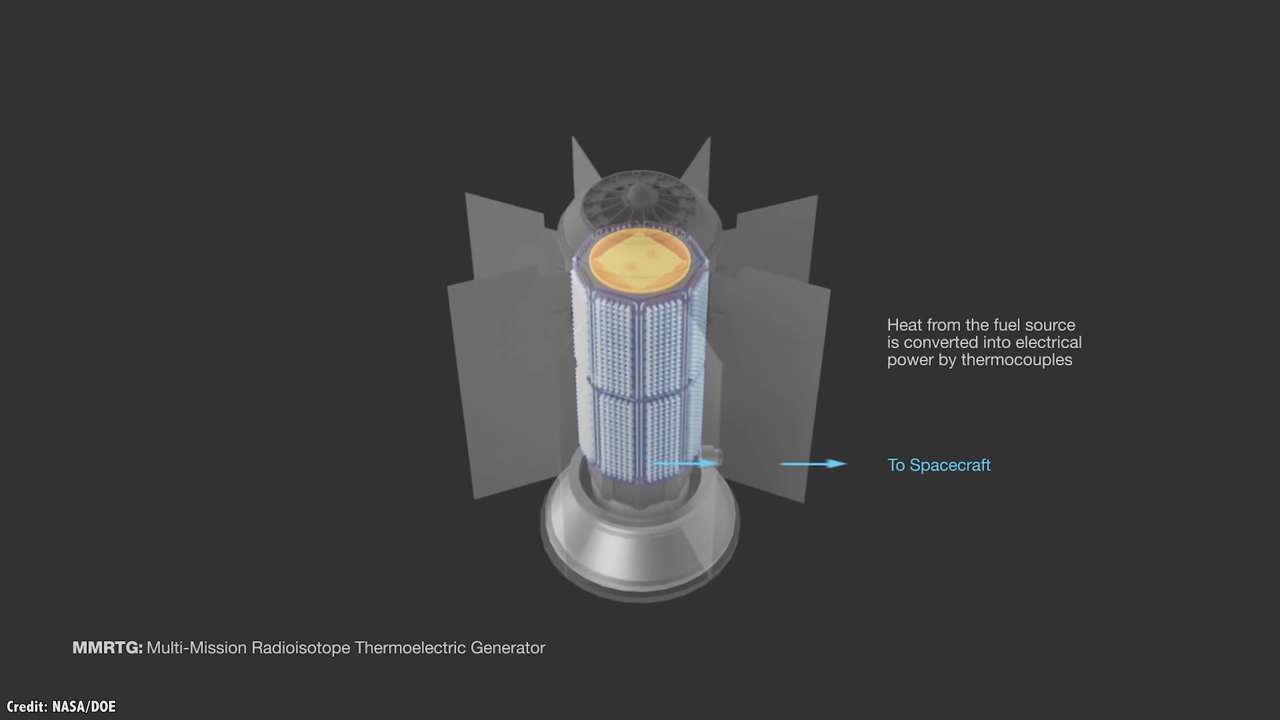 Heat from the fuel source
is converted into electrical
power by thermocouples
To Spacecraft
MMRTG: Multi-Mission Radioisotope Thermoelectric Generator
Credit: NASA/DOE